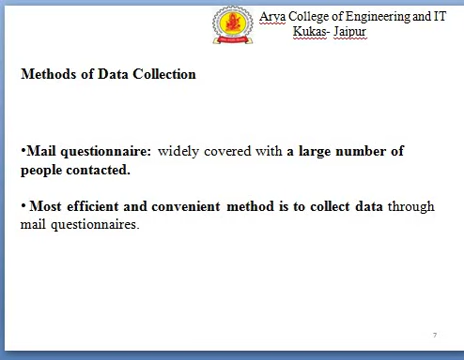 Arya College of Engineering and IT
Kukas- Jaipur
Methods of Data Collection
•Mail questionnaire: widely covered with a large number of
people contacted.
• Most efficient and convenient method is to collect data through
mail questionnaires.
7